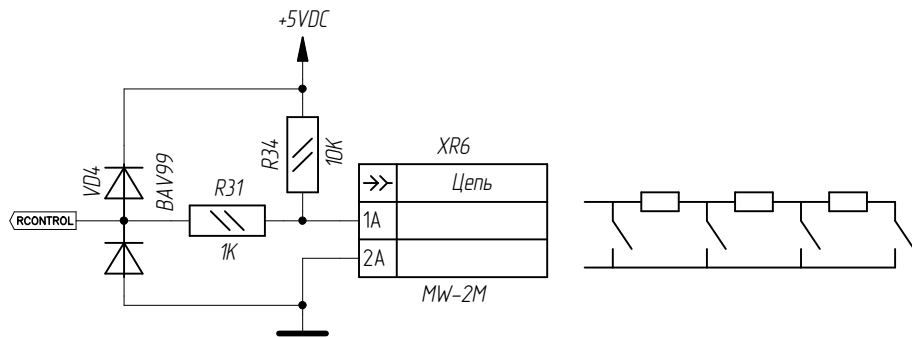 +5VDC
VD4
BAV99
R34
10K
XR6
Цепь
R31
RCONTROL
1K
1A
2A
MW-2M